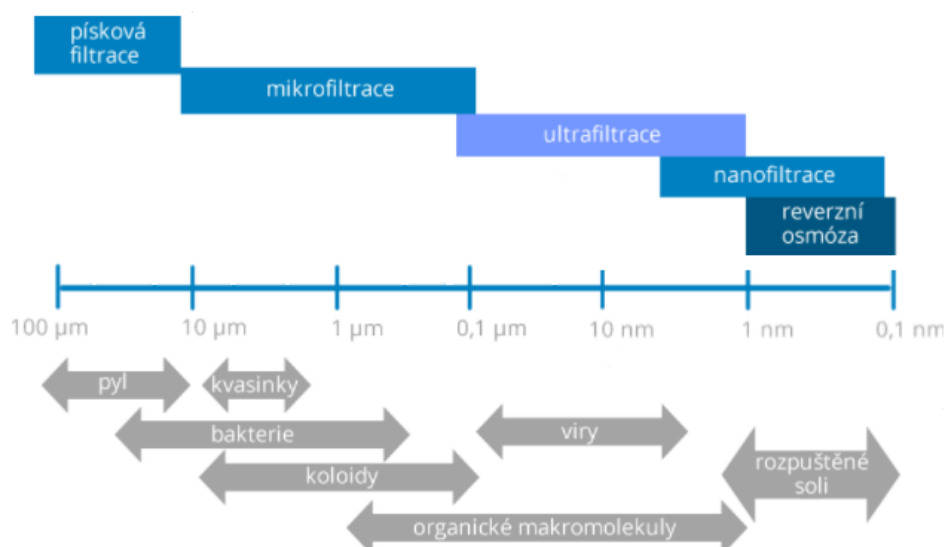 písková
filtrace
mikrofiltrace
ultrafiltrace
nanofiltrace
reverzní
osmóza
100 µm
10 µm
1 µm
0,1 µm
10 nm
1 nm
0,1 nm
pyl
kvasinky
bakterie
viry
koloidy
rozpuštěné
soli
organické makromolekuly